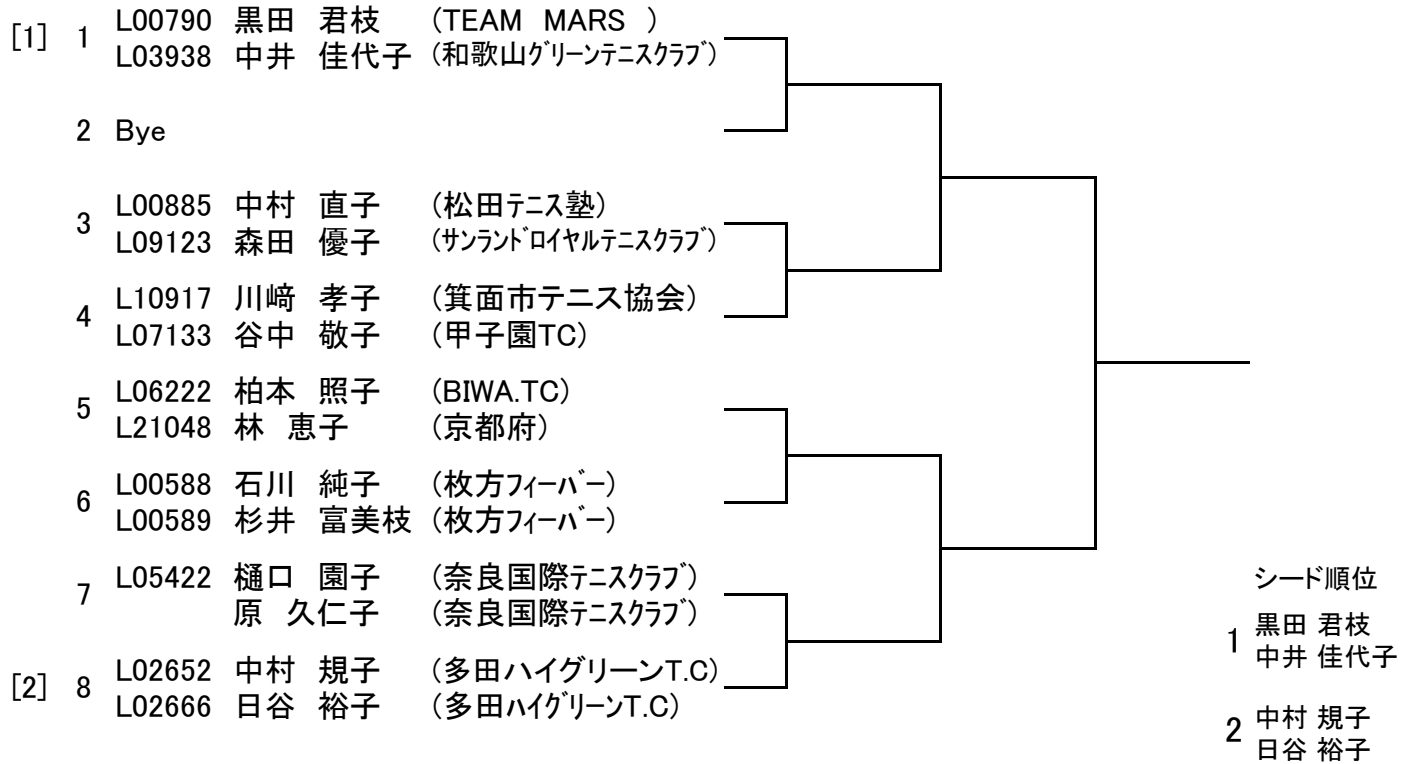 [1] 1 L00790 黒田 君枝 (TEAM MARS )
L03938 中井 佳代子 (和歌山ｸﾞﾘｰﾝﾃﾆｽｸﾗﾌﾞ)
2 Bye
3 L00885 中村 直子 (松田ﾃﾆｽ塾)
L09123 森田 優子 (ｻﾝﾗﾝﾄﾞﾛｲﾔﾙﾃﾆｽｸﾗﾌﾞ)
4 L10917 川﨑 孝子 (箕面市テニス協会)
L07133 谷中 敬子 (甲子園TC)
5 L06222 柏本 照子 (BIWA.TC)
L21048 林 恵子 (京都府)
6 L00588 石川 純子 (枚方ﾌｨｰﾊﾞｰ)
L00589 杉井 富美枝 (枚方ﾌｨｰﾊﾞｰ)
7 L05422 樋口 園子 (奈良国際ﾃﾆｽｸﾗﾌﾞ)
原 久仁子 (奈良国際ﾃﾆｽｸﾗﾌﾞ)
[2] 8 L02652 中村 規子 (多田ハイグリーンT.C)
L02666 日谷 裕子 (多田ﾊｲｸﾞﾘｰﾝT.C)
シード順位
1 黒田 君枝
中井 佳代子
2 中村 規子
日谷 裕子